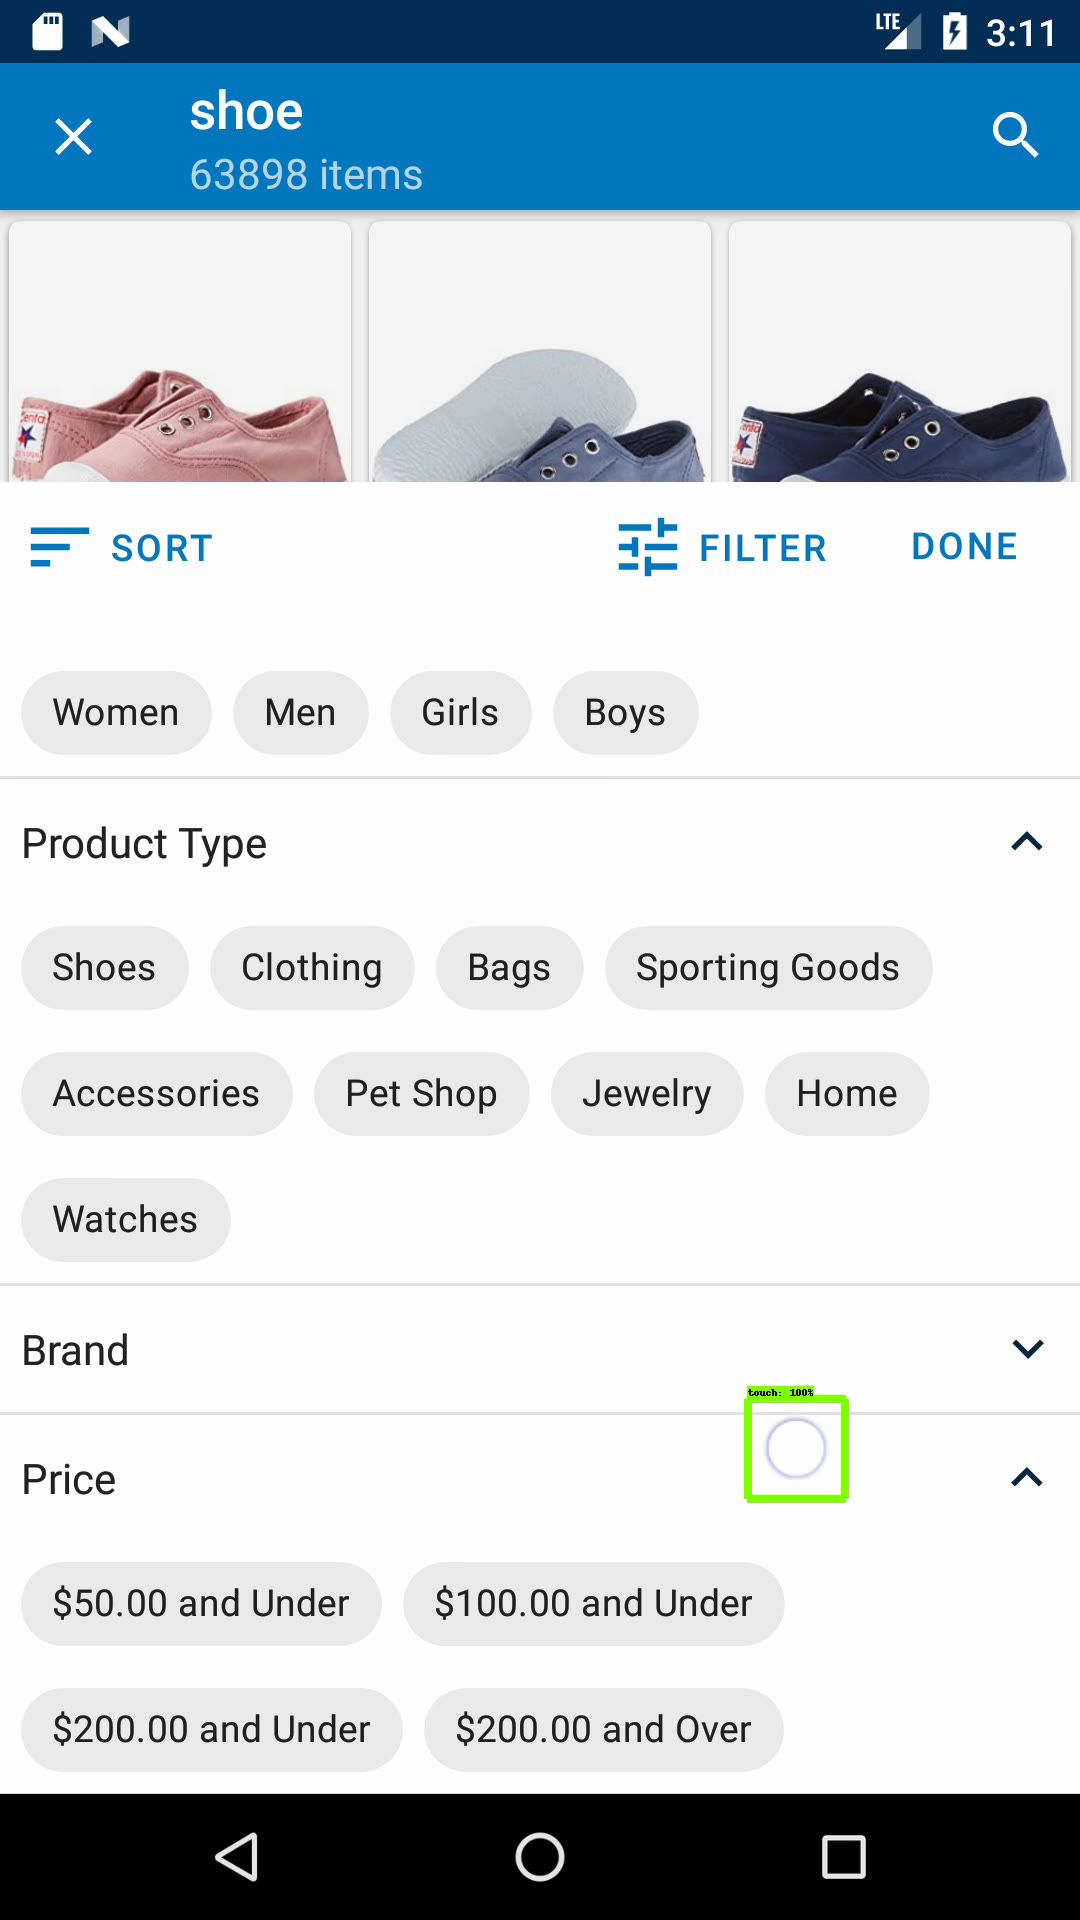 LTE 3:11
shoe
63898 items
SORT FILTER DONE
Women Men Girls Boys
Product Type
Shoes Clothing Bags Sporting Goods
Accessories Pet Shop Jewelry Home
Watches
Brand
touch: 100%
Price
$50.00 and Under $100.00 and Under
$200.00 and Under $200.00 and Over